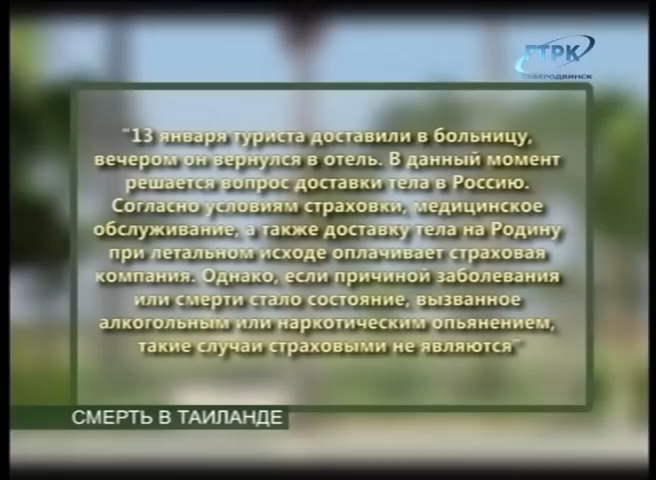 ГТРК
СЕВЕРОДВИНСК
"13 января туриста доставили в больницу,
вечером он вернулся в отель. В данный момент
решается вопрос доставки тела в Россию.
Согласно условиям страховки, медицинское
обслуживание, а также доставку тела на Родину
при летальном исходе оплачивает страховая
компания. Однако, если причиной заболевания
или смерти стало состояние, вызванное
алкогольным или наркотическим опьянением,
такие случаи страховыми не являются"
СМЕРТЬ В ТАИЛАНДЕ